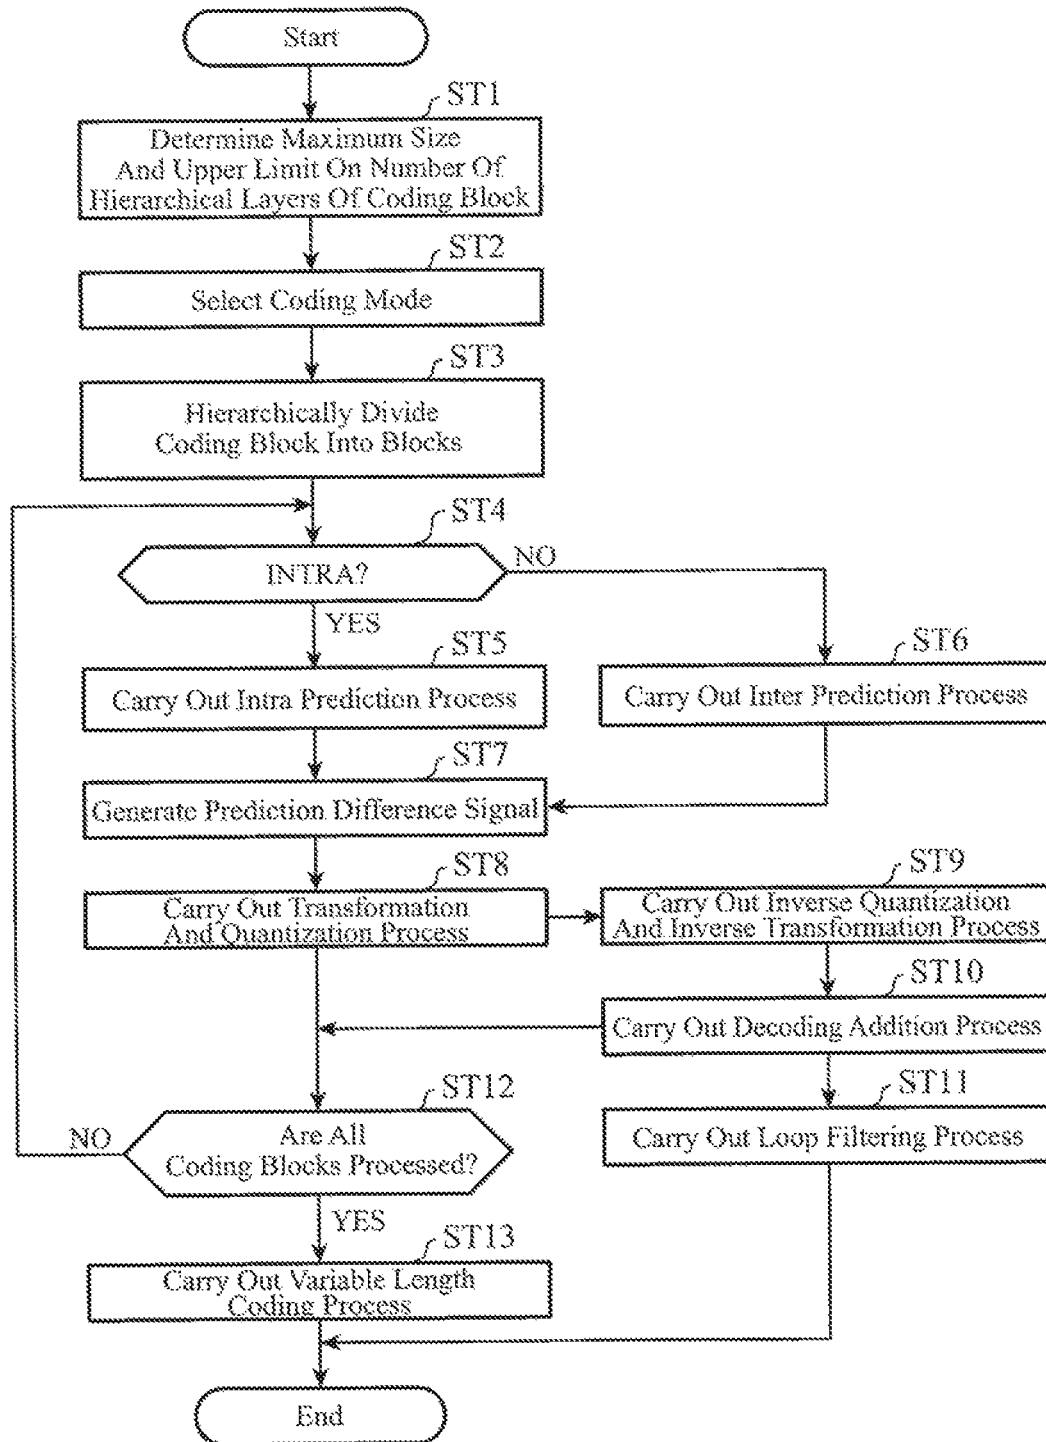 Start
ST1
Determine Maximum Size
And Upper Limit On Number Of
Hierarchical Layers Of Coding Block
ST2
Select Coding Mode
ST3
Hierarchically Divide
Coding Block Into Blocks
ST4
INTRA?
NO
YES
ST5
Carry Out Intra Prediction Process
ST6
Carry Out Inter Prediction Process
ST7
Generate Prediction Difference Signal
ST8
Carry Out Transformation
And Quantization Process
ST9
Carry Out Inverse Quantization
And Inverse Transformation Process
ST10
Carry Out Decoding Addition Process
ST11
Carry Out Loop Filtering Process
ST12
Are All
Coding Blocks Processed?
NO
YES
ST13
Carry Out Variable Length
Coding Process
End